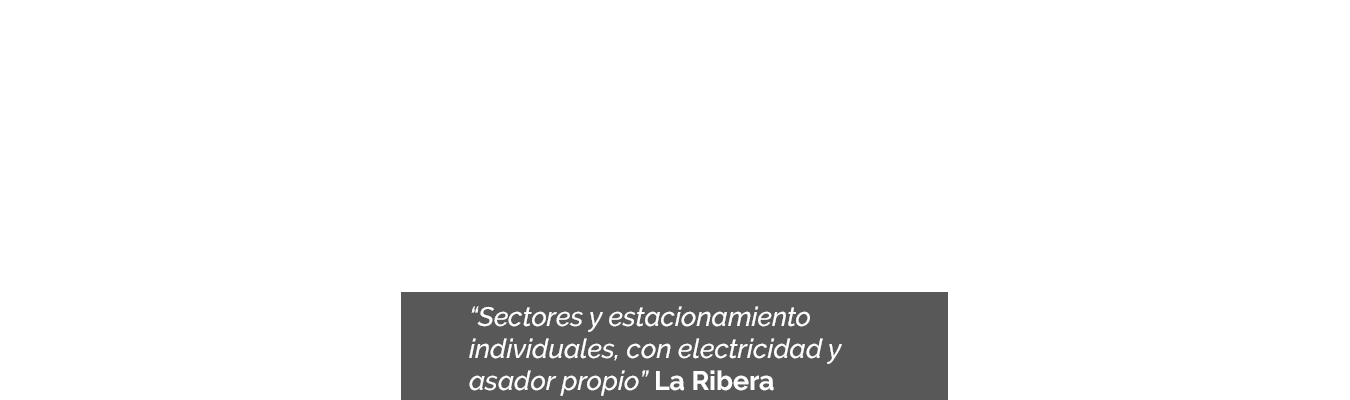 “Sectores y estacionamiento
individuales, con electricidad y
asador propio” La Ribera